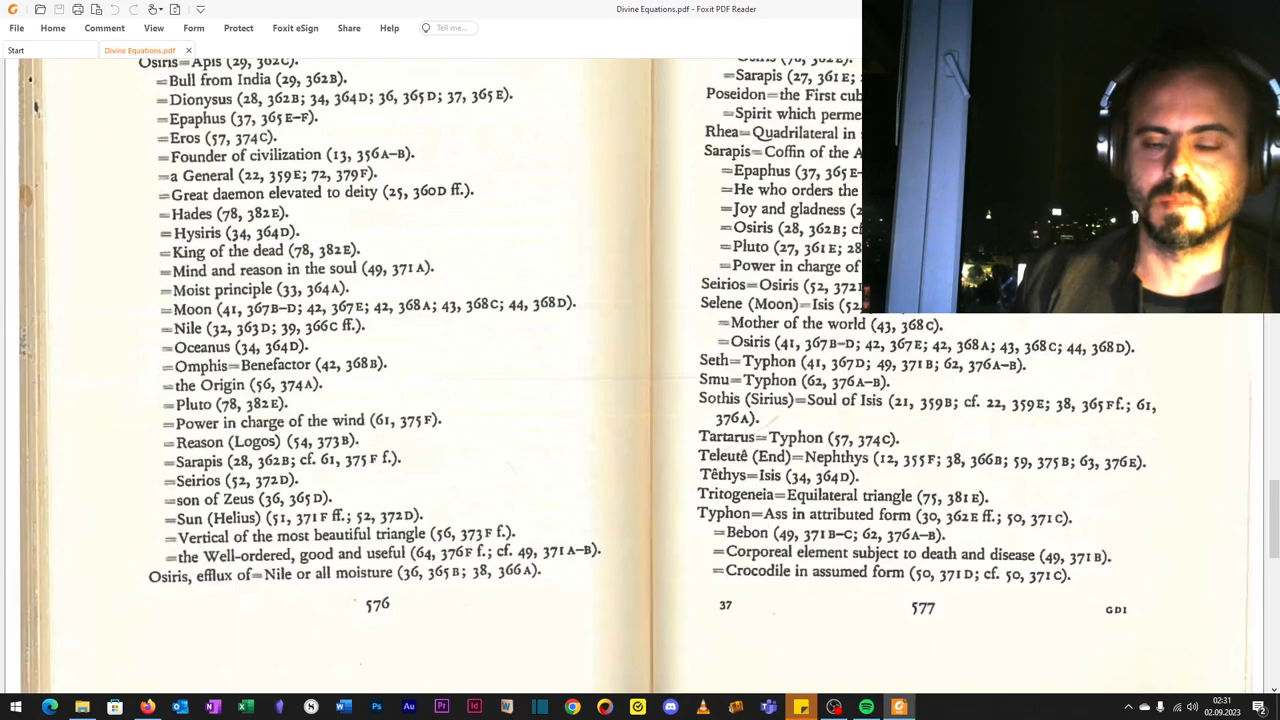 Divine Equations.pdf - Foxit PDF Reader
File Home Comment View Form Protect Foxit eSign Share Help Tell me...
Start Divine Equations.pdf
Osiris=Apis (29, 362C).
=Bull from India (29, 362B).
=Dionysus (28, 362B; 34, 364D; 36, 365D; 37, 365E).
=Epaphus (37, 365E-F).
=Eros (57, 374C).
=Founder of civilization (13, 356A-B).
=a General (22, 359E; 72, 379F).
=Great daemon elevated to deity (25, 360D ff.).
=Hades (78, 382E).
=Hysiris (34, 364D).
=King of the dead (78, 382E).
=Mind and reason in the soul (49, 371A).
=Moist principle (33, 364A).
=Moon (41, 367B-D; 42, 367E; 42, 368A; 43, 368C; 44, 368D).
=Nile (32, 363D; 39, 366C ff.).
=Oceanus (34, 364D).
=Omphis=Benefactor (42, 368B).
=the Origin (56, 374A).
=Pluto (78, 382E).
=Power in charge of the wind (61, 375F).
=Reason (Logos) (54, 373B).
=Sarapis (28, 362B; cf. 61, 375F f.).
=Seirios (52, 372D).
=son of Zeus (36, 365D).
=Sun (Helius) (51, 371F ff.; 52, 372D).
=Vertical of the most beautiful triangle (56, 373F f.).
=the Well-ordered, good and useful (64, 376F f.; cf. 49, 371A-B).
Osiris, efflux of=Nile or all moisture (36, 365B; 38, 366A).
576
=Sarapis (27, 361E;
Poseidon=the First cub
=Spirit which perme
Rhea=Quadrilateral in
Sarapis=Coffin of the A
=Epaphus (37, 365E-
=He who orders the
=Joy and gladness (2
=Osiris (28, 362B; cf
=Pluto (27, 361E; 28
=Power in charge of
Seirios=Osiris (52, 372D
Selene (Moon)=Isis (52
=Mother of the world (43, 368C).
=Osiris (41, 367B-D; 42, 367E; 42, 368A; 43, 368C; 44, 368D).
Seth=Typhon (41, 367D; 49, 371B; 62, 376A-B).
Smu=Typhon (62, 376A-B).
Sothis (Sirius)=Soul of Isis (21, 359B; cf. 22, 359E; 38, 365F f.; 61,
376A).
Tartarus=Typhon (57, 374C).
Teleutê (End)=Nephthys (12, 355F; 38, 366B; 59, 375B; 63, 376E).
Têthys=Isis (34, 364D).
Tritogeneia=Equilateral triangle (75, 381E).
Typhon=Ass in attributed form (30, 362E ff.; 50, 371C).
=Bebon (49, 371B-C; 62, 376A-B).
=Corporeal element subject to death and disease (49, 371B).
=Crocodile in assumed form (50, 371D; cf. 50, 371C).
37 577 GDI
02:31
02.09.2023